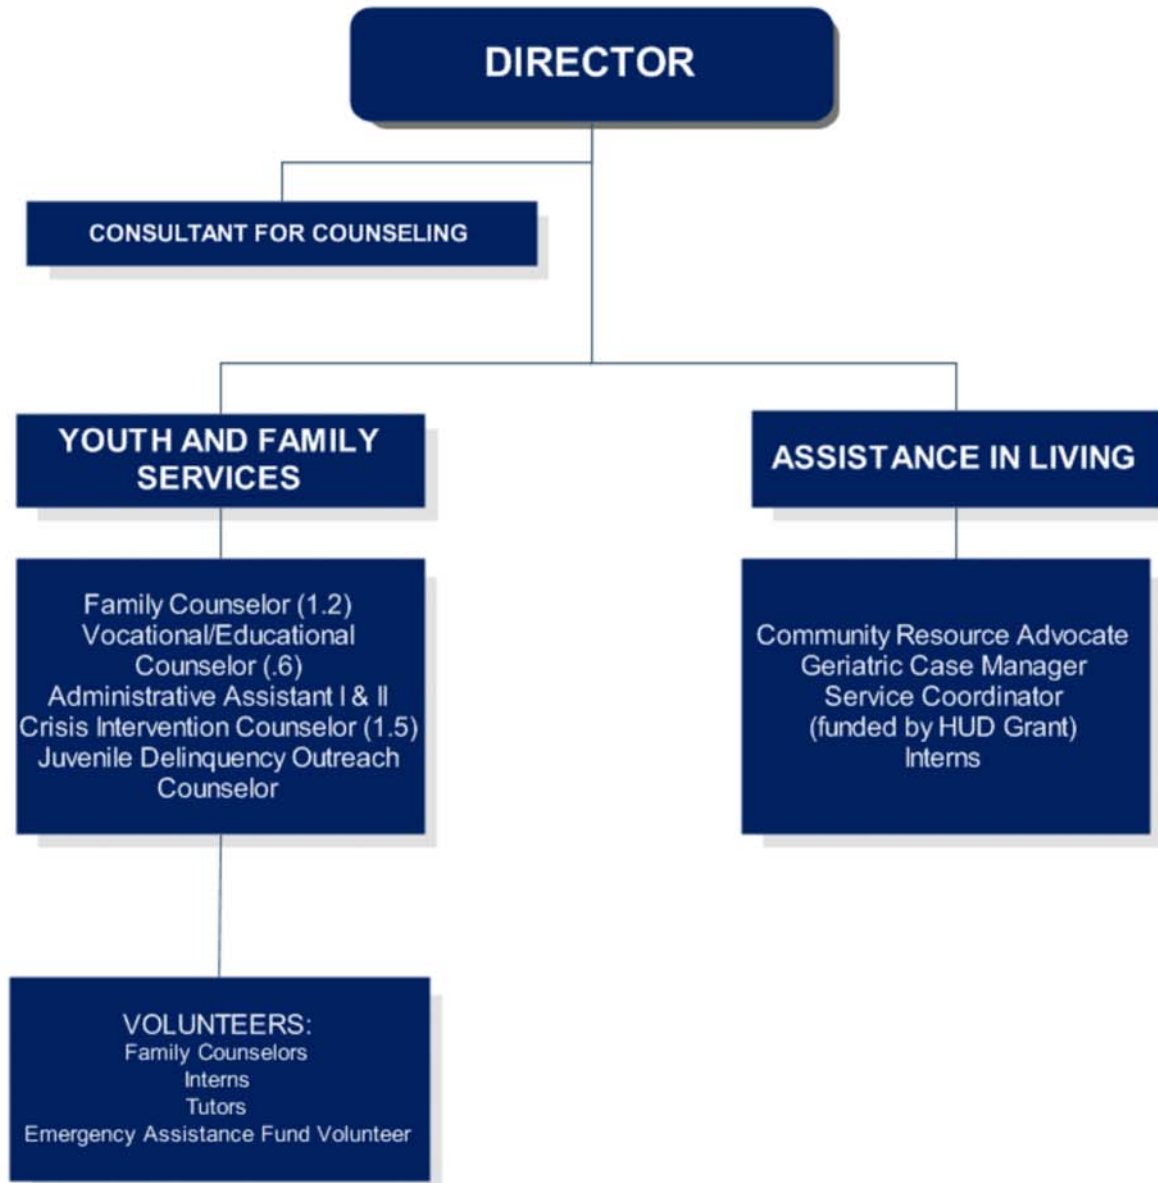 DIRECTOR
CONSULTANT FOR COUNSELING
YOUTH AND FAMILY
SERVICES
ASSISTANCE IN LIVING
Family Counselor (1.2)
Vocational/Educational
Counselor (.6)
Administrative Assistant I & II
Crisis Intervention Counselor (1.5)
Juvenile Delinquency Outreach
Counselor
Community Resource Advocate
Geriatric Case Manager
Service Coordinator
(funded by HUD Grant)
Interns
VOLUNTEERS:
Family Counselors
Interns
Tutors
Emergency Assistance Fund Volunteer